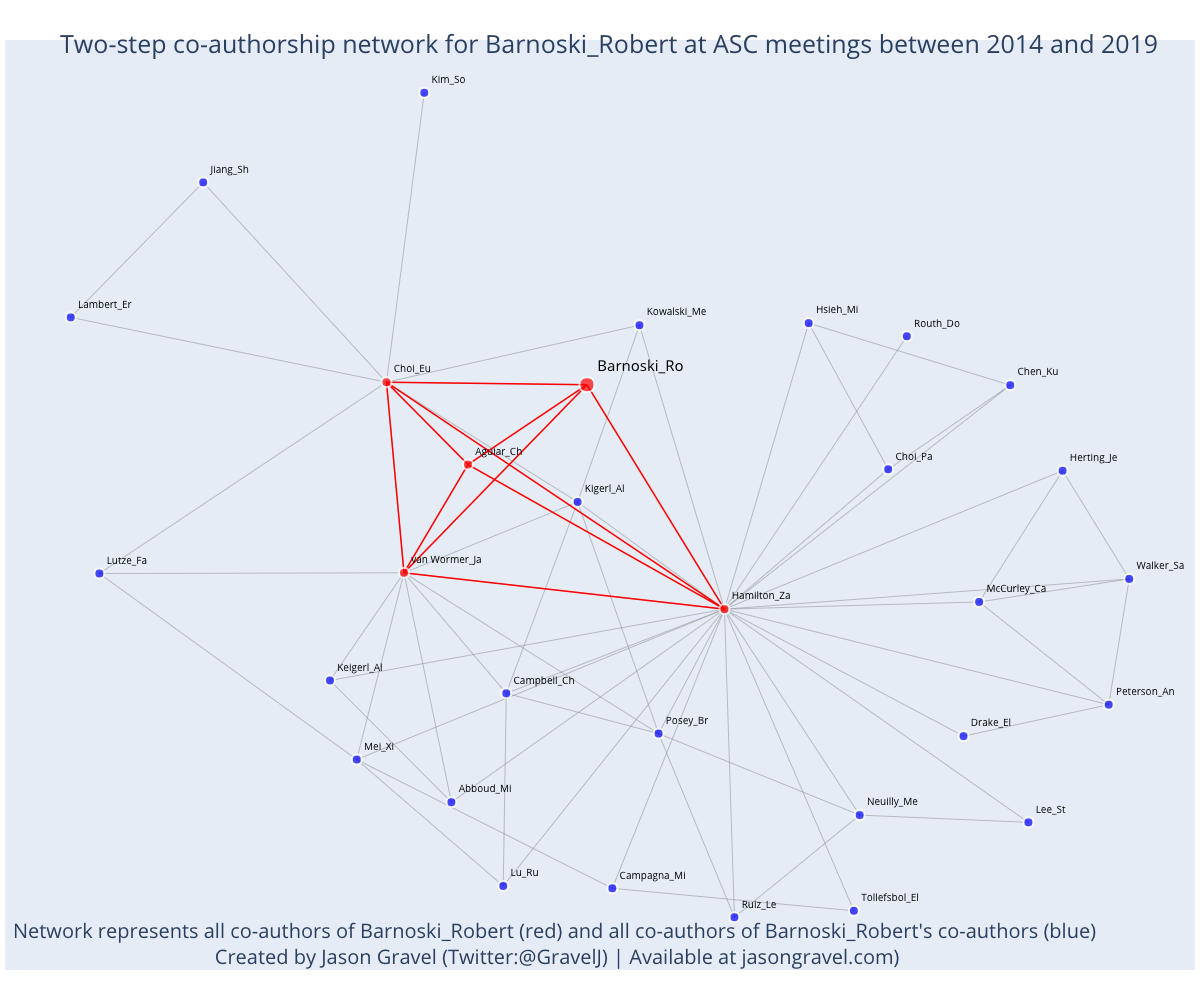 Two-step co-authorship network for Barnoski_Robert at ASC meetings between 2014 and 2019
Kim_So
Jiang_Sh
Lambert_Er
Kowalski_Me
Hsieh_Mi
Routh_Do
Choi_Eu
Barnoski_Ro
Chen_Ku
Aguiar_Ch
Choi_Pa
Herting_Je
Kigerl_Al
Lutze_Fa
van Wormer_Ja
Walker_Sa
Hamilton_Za
McCurley_Ca
Keigerl_Al
Campbell_Ch
Peterson_An
Posey_Br
Drake_El
Mei_Xi
Abboud_Mi
Neuilly_Me
Lee_St
Lu_Ru
Campagna_Mi
Tollefsbol_El
Ruiz_Le
Network represents all co-authors of Barnoski_Robert (red) and all co-authors of Barnoski_Robert's co-authors (blue)
Created by Jason Gravel (Twitter:@GravelJ) | Available at jasongravel.com)